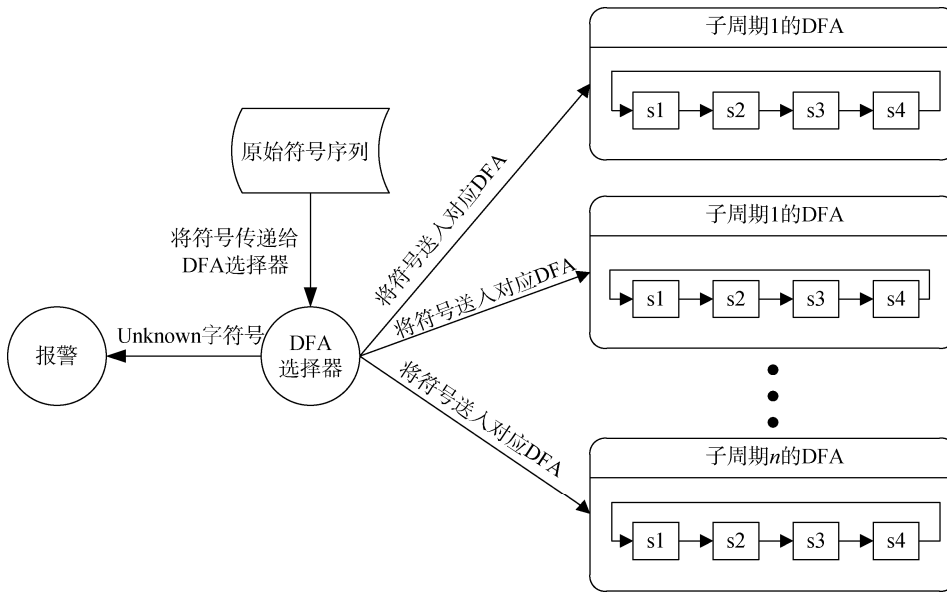 原始符号序列
将符号传递给
DFA选择器
DFA
选择器
Unknown字符号
报警
将符号送入对应DFA
将符号送入对应DFA
将符号送入对应DFA
子周期1的DFA
s1
s2
s3
s4
子周期1的DFA
s1
s2
s3
s4
子周期n的DFA
s1
s2
s3
s4